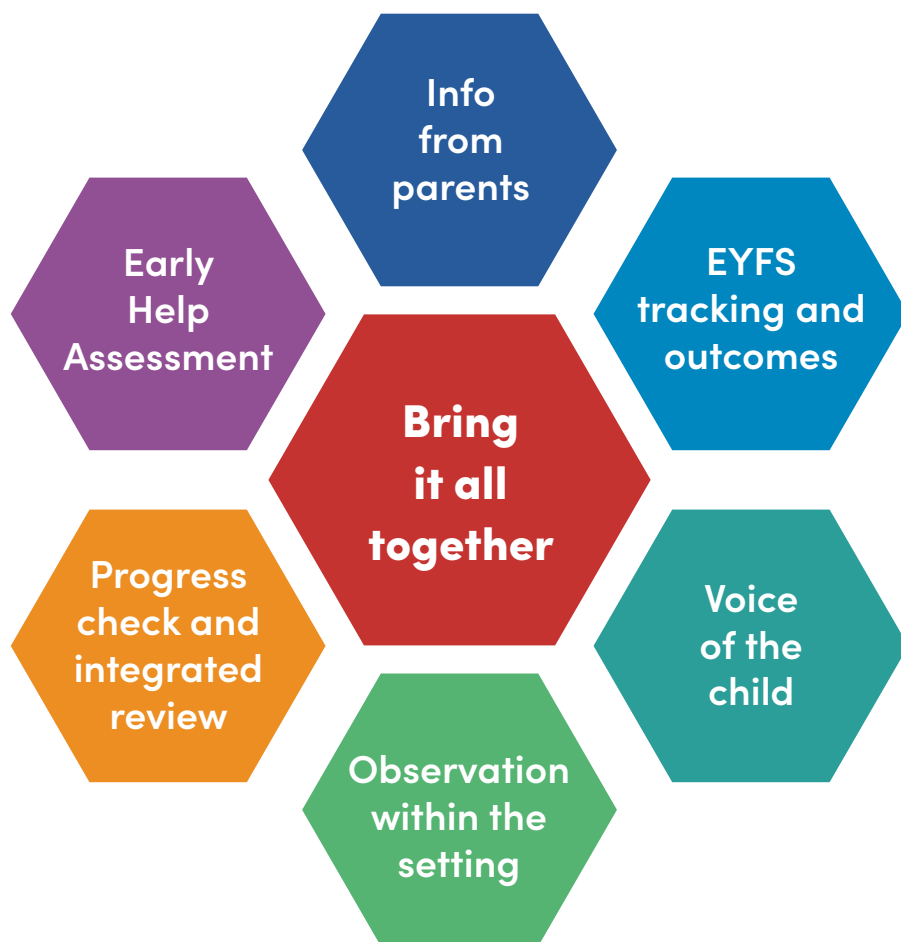 Info
from
parents
Early
Help
Assessment
EYFS
tracking and
outcomes
Bring
it all
together
Progress
check and
integrated
review
Voice
of the
child
Observation
within the
setting